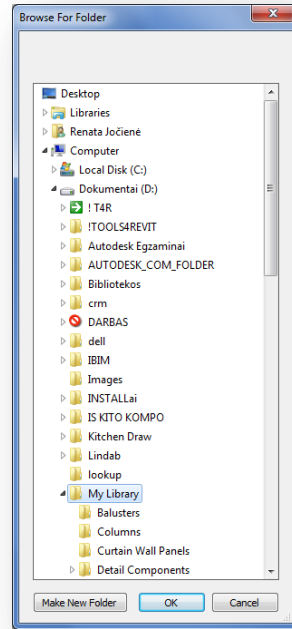 Browse For Folder
Desktop
Libraries
Renata Jočienė
Computer
Local Disk (C:)
Dokumentai (D:)
! T4R
!TOOLS4REVIT
Autodesk Egzaminai
AUTODESK_COM_FOLDER
Bibliotekos
crm
DARBAS
dell
IBIM
Images
INSTALLai
IS KITO KOMPO
Kitchen Draw
Lindab
lookup
My Library
Balusters
Columns
Curtain Wall Panels
Detail Components
Make New Folder OK Cancel